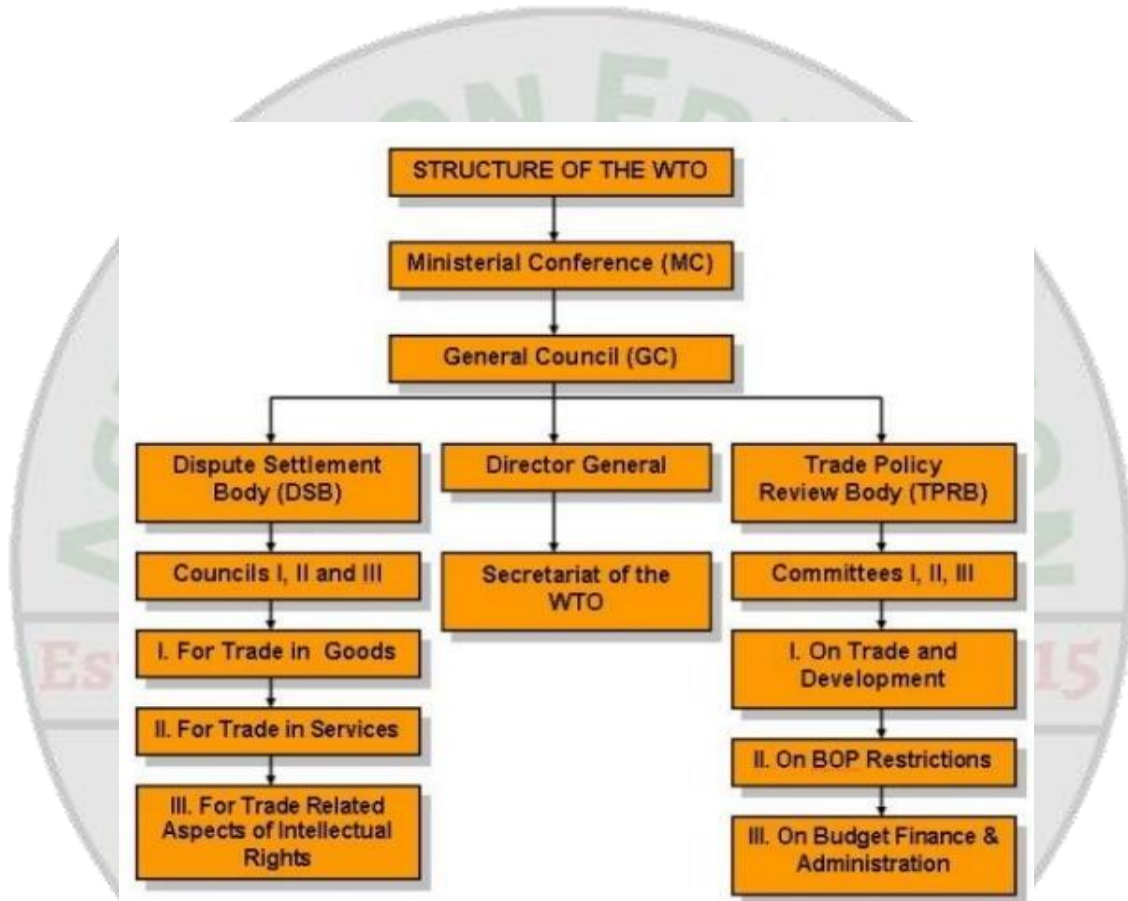 STRUCTURE OF THE WTO
Ministerial Conference (MC)
General Council (GC)
Dispute Settlement
Body (DSB)
Director General
Trade Policy
Review Body (TPRB)
Councils I, II and III
Secretariat of the
WTO
Committees I, II, III
I. For Trade in Goods
I. On Trade and
Development
II. For Trade in Services
II. On BOP Restrictions
III. For Trade Related
Aspects of Intellectual
Rights
III. On Budget Finance &
Administration
15